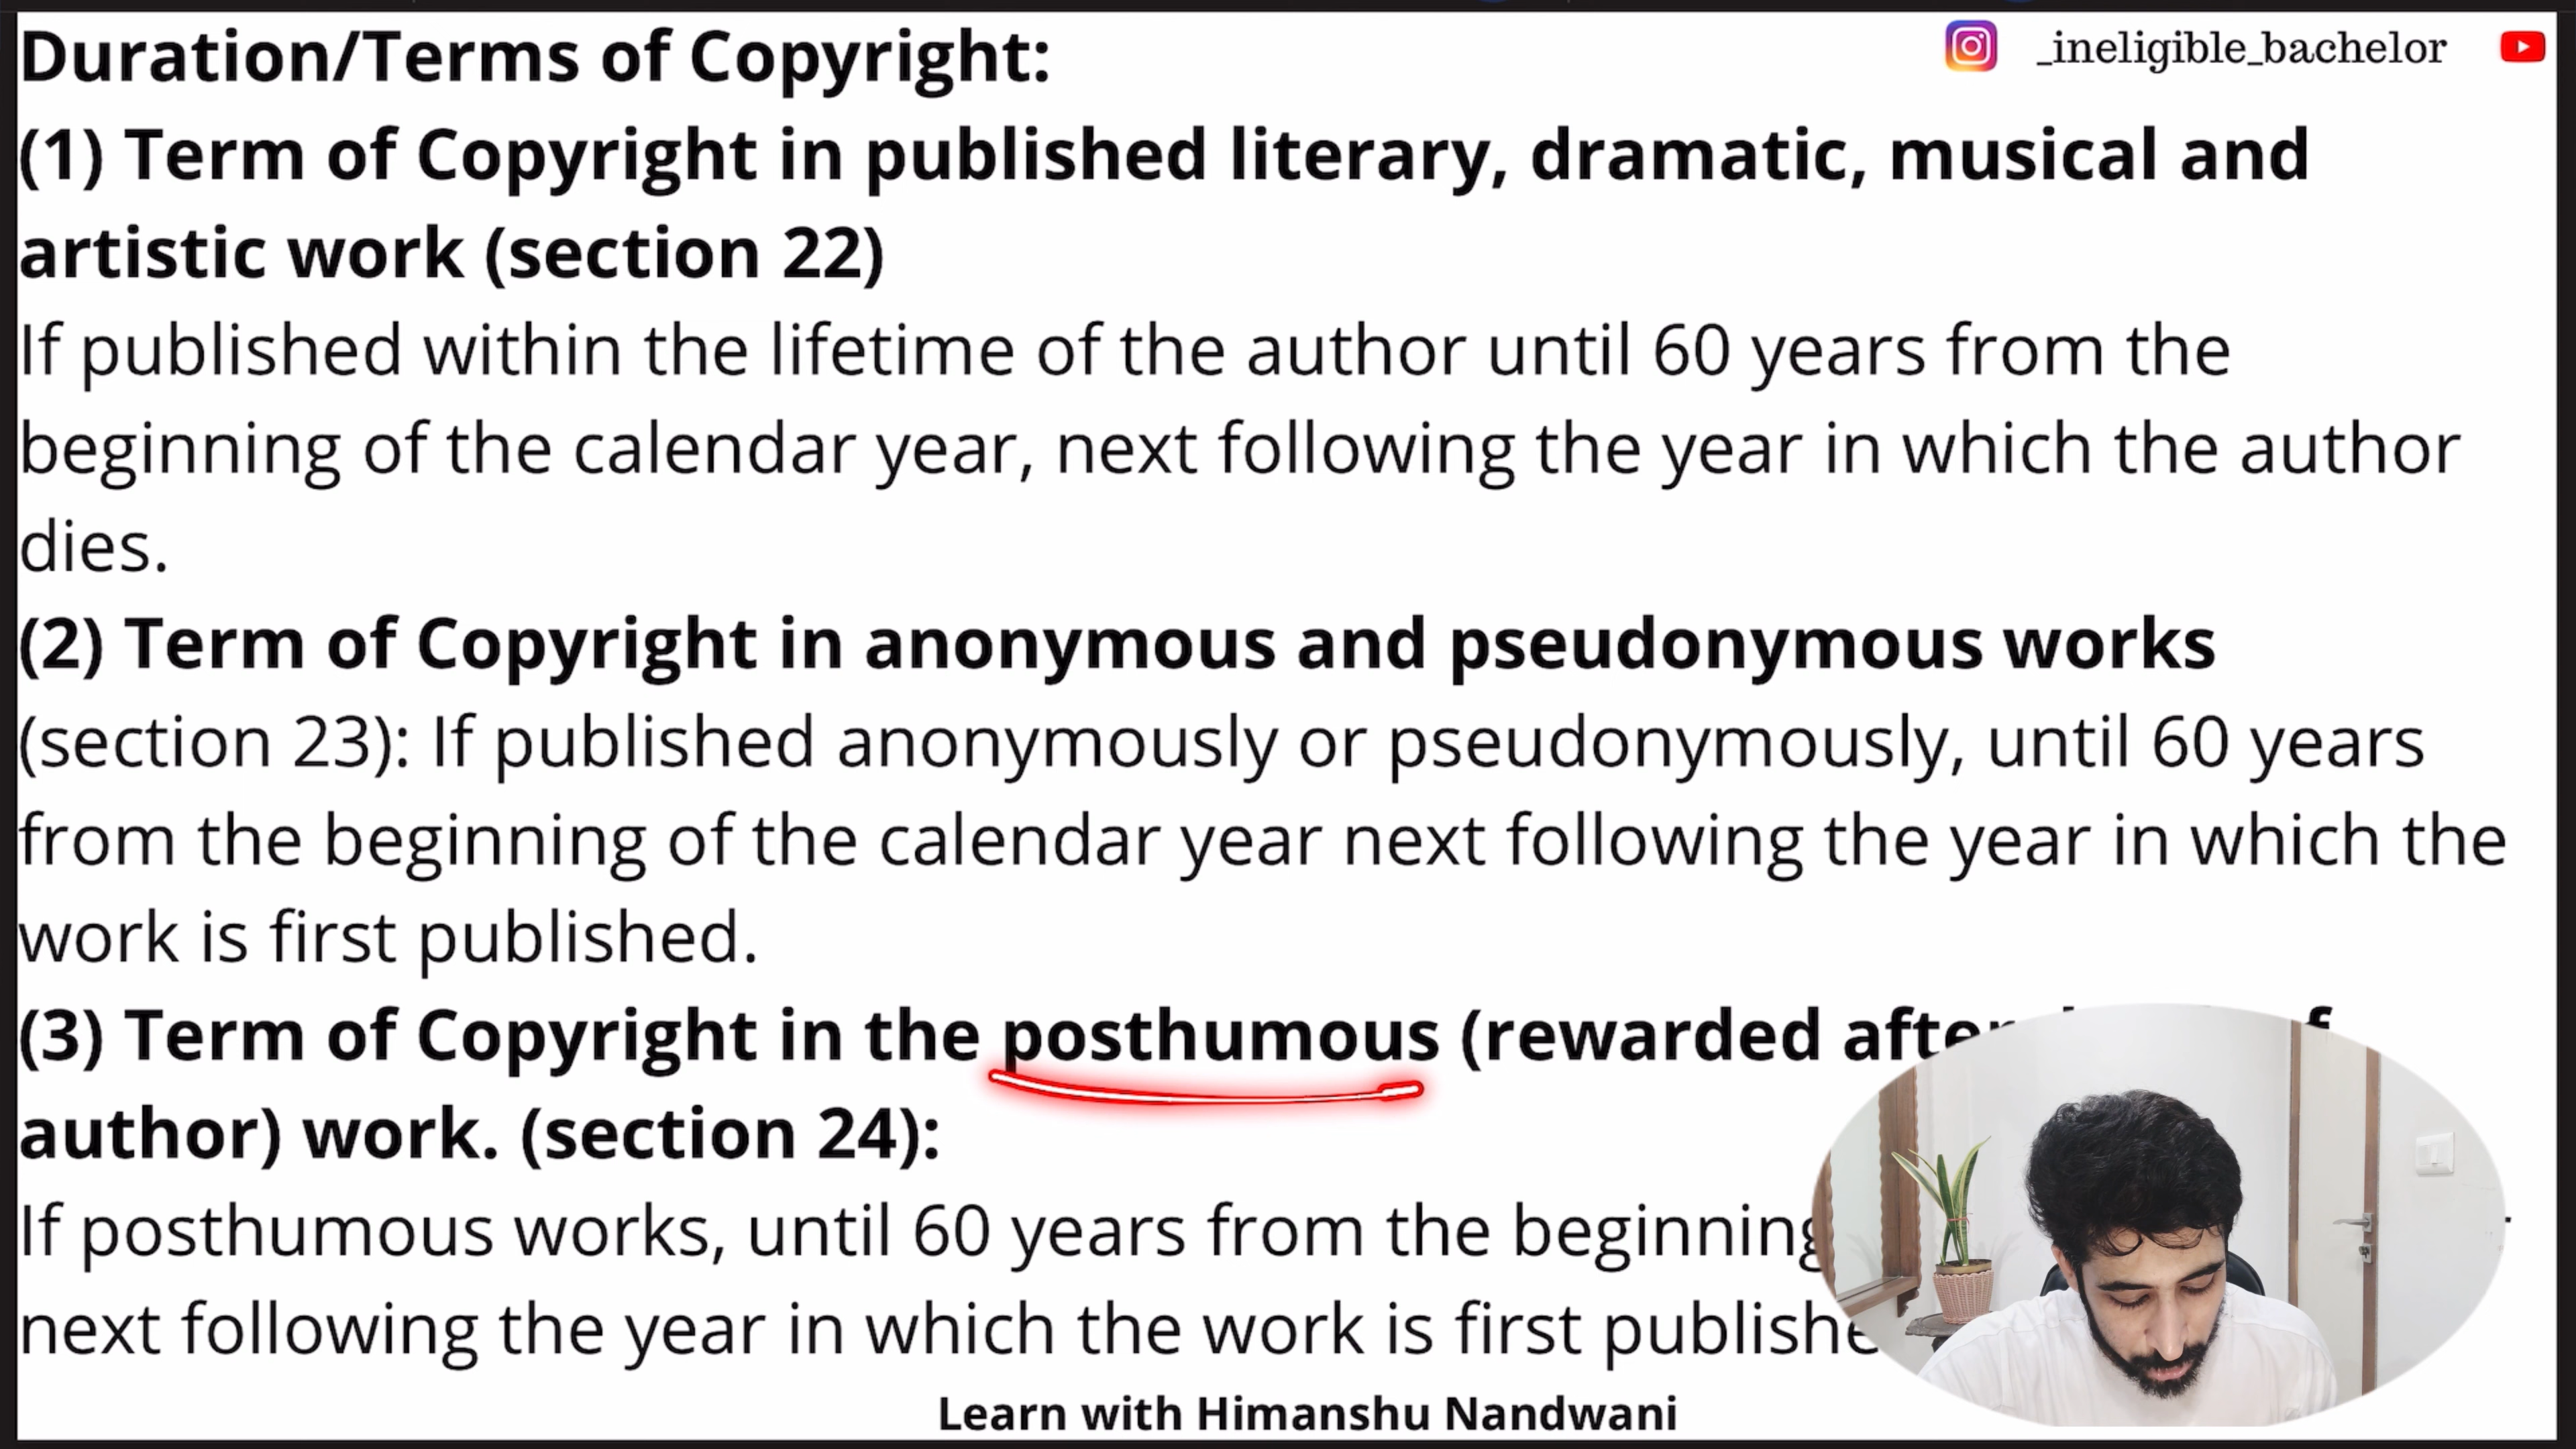 Duration/Terms of Copyright:
_ineligible_bachelor
(1) Term of Copyright in published literary, dramatic, musical and
artistic work (section 22)
If published within the lifetime of the author until 60 years from the
beginning of the calendar year, next following the year in which the author
dies.
(2) Term of Copyright in anonymous and pseudonymous works
(section 23): If published anonymously or pseudonymously, until 60 years
from the beginning of the calendar year next following the year in which the
work is first published.
(3) Term of Copyright in the posthumous (rewarded after
author) work. (section 24):
If posthumous works, until 60 years from the beginning
next following the year in which the work is first
Learn with Himanshu Nandwani